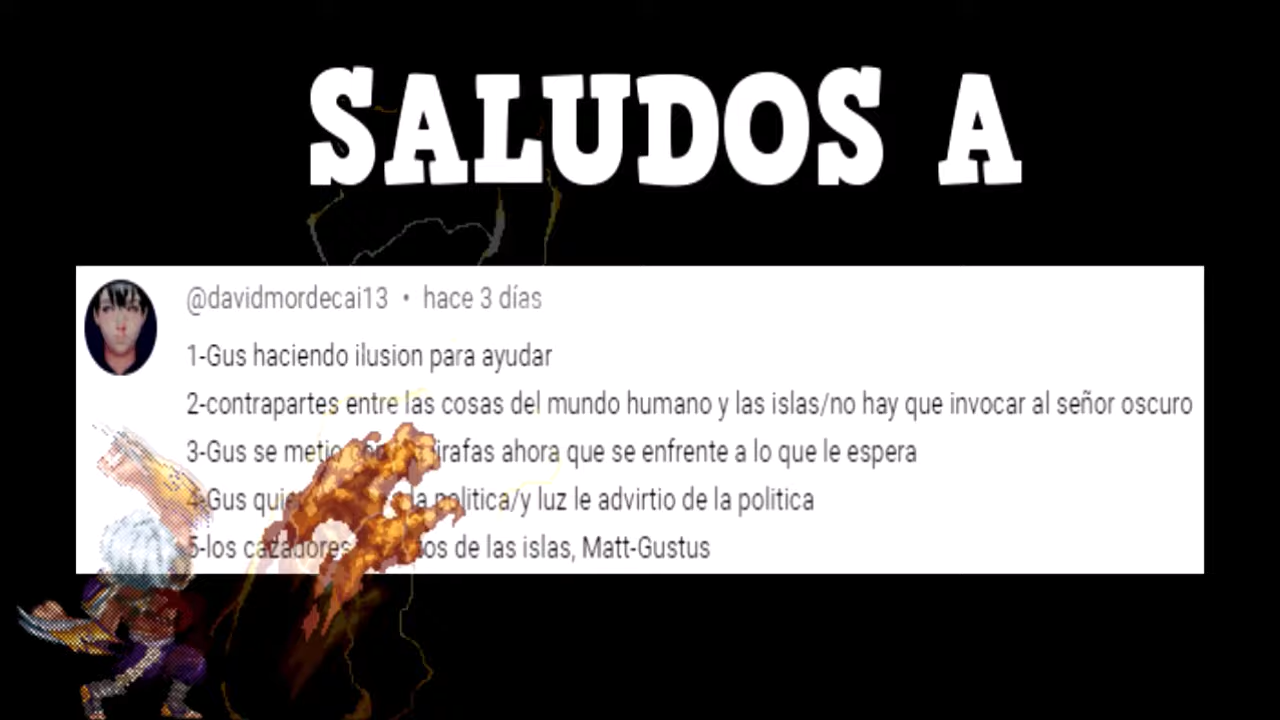 SALUDOS A
@davidmordecai13 • hace 3 días
1-Gus haciendo ilusion para ayudar
2-contrapartes entre las cosas del mundo humano y las islas/no hay que invocar al señor oscuro
3-Gus se metio ahora que se enfrente a lo que le espera
4-Gus la politica/y luz le advirtio de la politica
5-los cazadores de las islas, Matt-Gustus